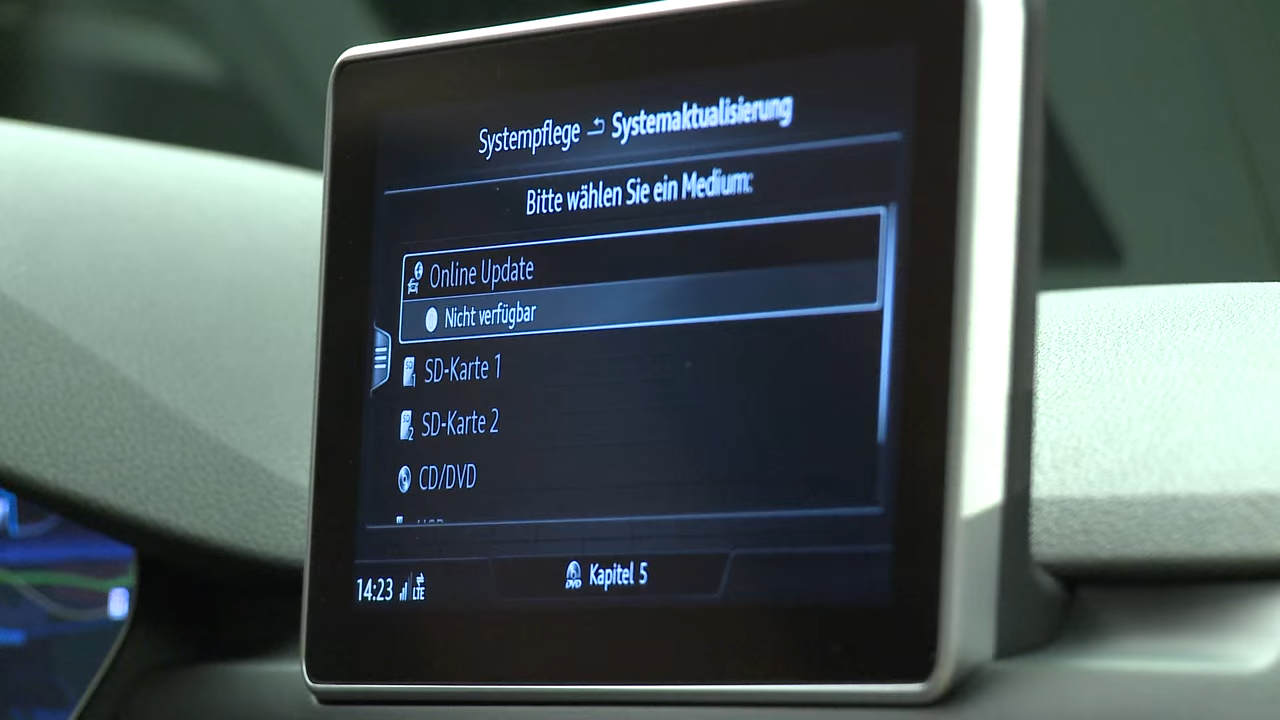 Systempflege Systemaktualisierung
Bitte wählen Sie ein Medium:
Online Update
Nicht verfügbar
SD-Karte 1
SD-Karte 2
CD/DVD
14:23 LTE
DVD Kapitel 5